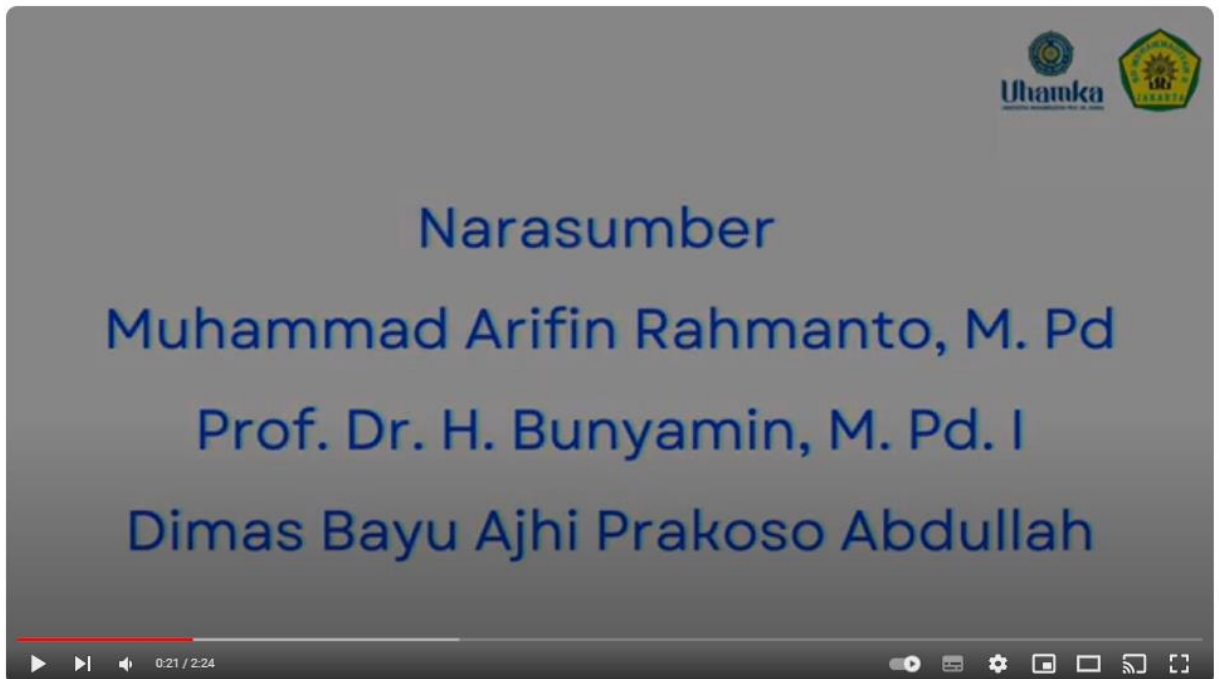 Uhamka
JAKARTA
Narasumber
Muhammad Arifin Rahmanto, M. Pd
Prof. Dr. H. Bunyamin, M. Pd. I
Dimas Bayu Ajhi Prakoso Abdullah
0:21 / 2:24